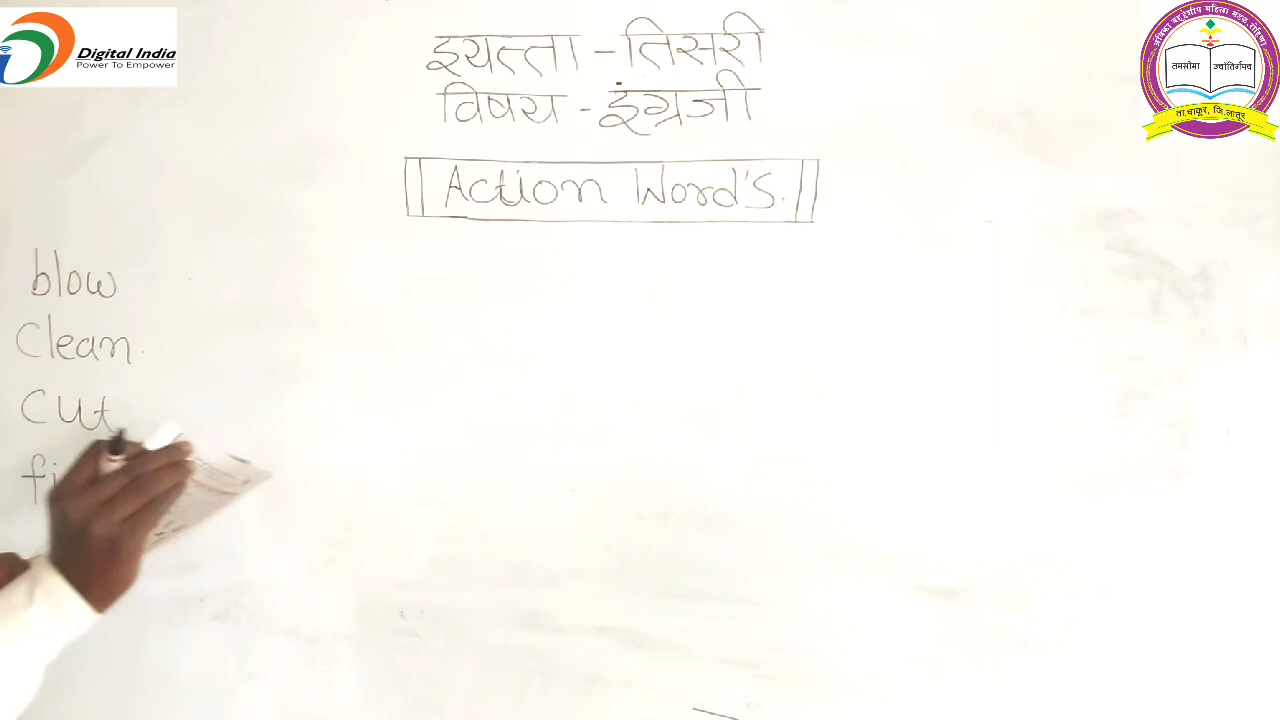 Digital India
Power To Empower
इयत्ता - तिसरी
विषय - इंग्रजी
Action Word's.
blow
Clean
Cut
तमसोमा ज्योतिर्गमय
ता.चाकूर, जि.लातूर